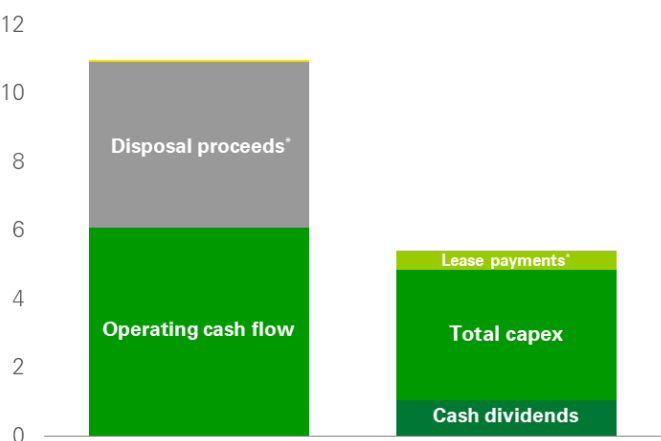 12
10
8
6
4
2
0
Disposal proceeds*
Operating cash flow
Lease payments*
Total capex
Cash dividends